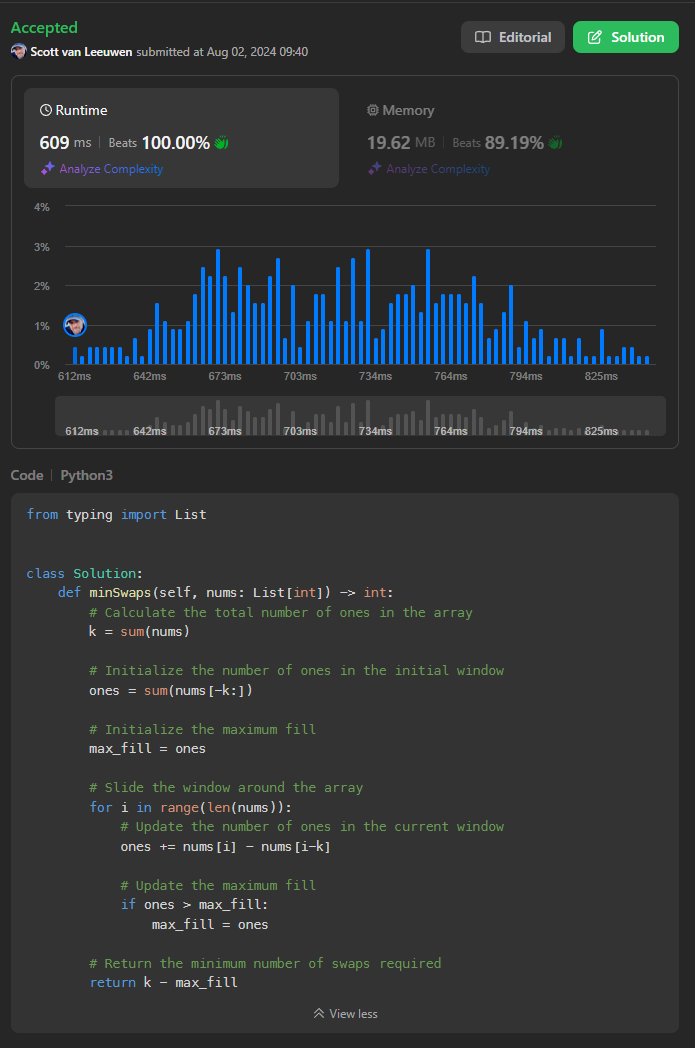 Accepted
Scott van Leeuwen submitted at Aug 02, 2024 09:40
Editorial
Solution
Runtime
609 ms | Beats 100.00%
Analyze Complexity
Memory
19.62 MB | Beats 89.19%
Analyze Complexity
4%
3%
2%
1%
0%
612ms 642ms 673ms 703ms 734ms 764ms 794ms 825ms
612ms 642ms 673ms 703ms 734ms 764ms 794ms 825ms
Code | Python3
from typing import List
class Solution:
    def minSwaps(self, nums: List[int]) -> int:
        # Calculate the total number of ones in the array
        k = sum(nums)
        # Initialize the number of ones in the initial window
        ones = sum(nums[-k:])
        # Initialize the maximum fill
        max_fill = ones
        # Slide the window around the array
        for i in range(len(nums)):
            # Update the number of ones in the current window
            ones += nums[i] - nums[i-k]
            # Update the maximum fill
            if ones > max_fill:
                max_fill = ones
        # Return the minimum number of swaps required
        return k - max_fill
View less